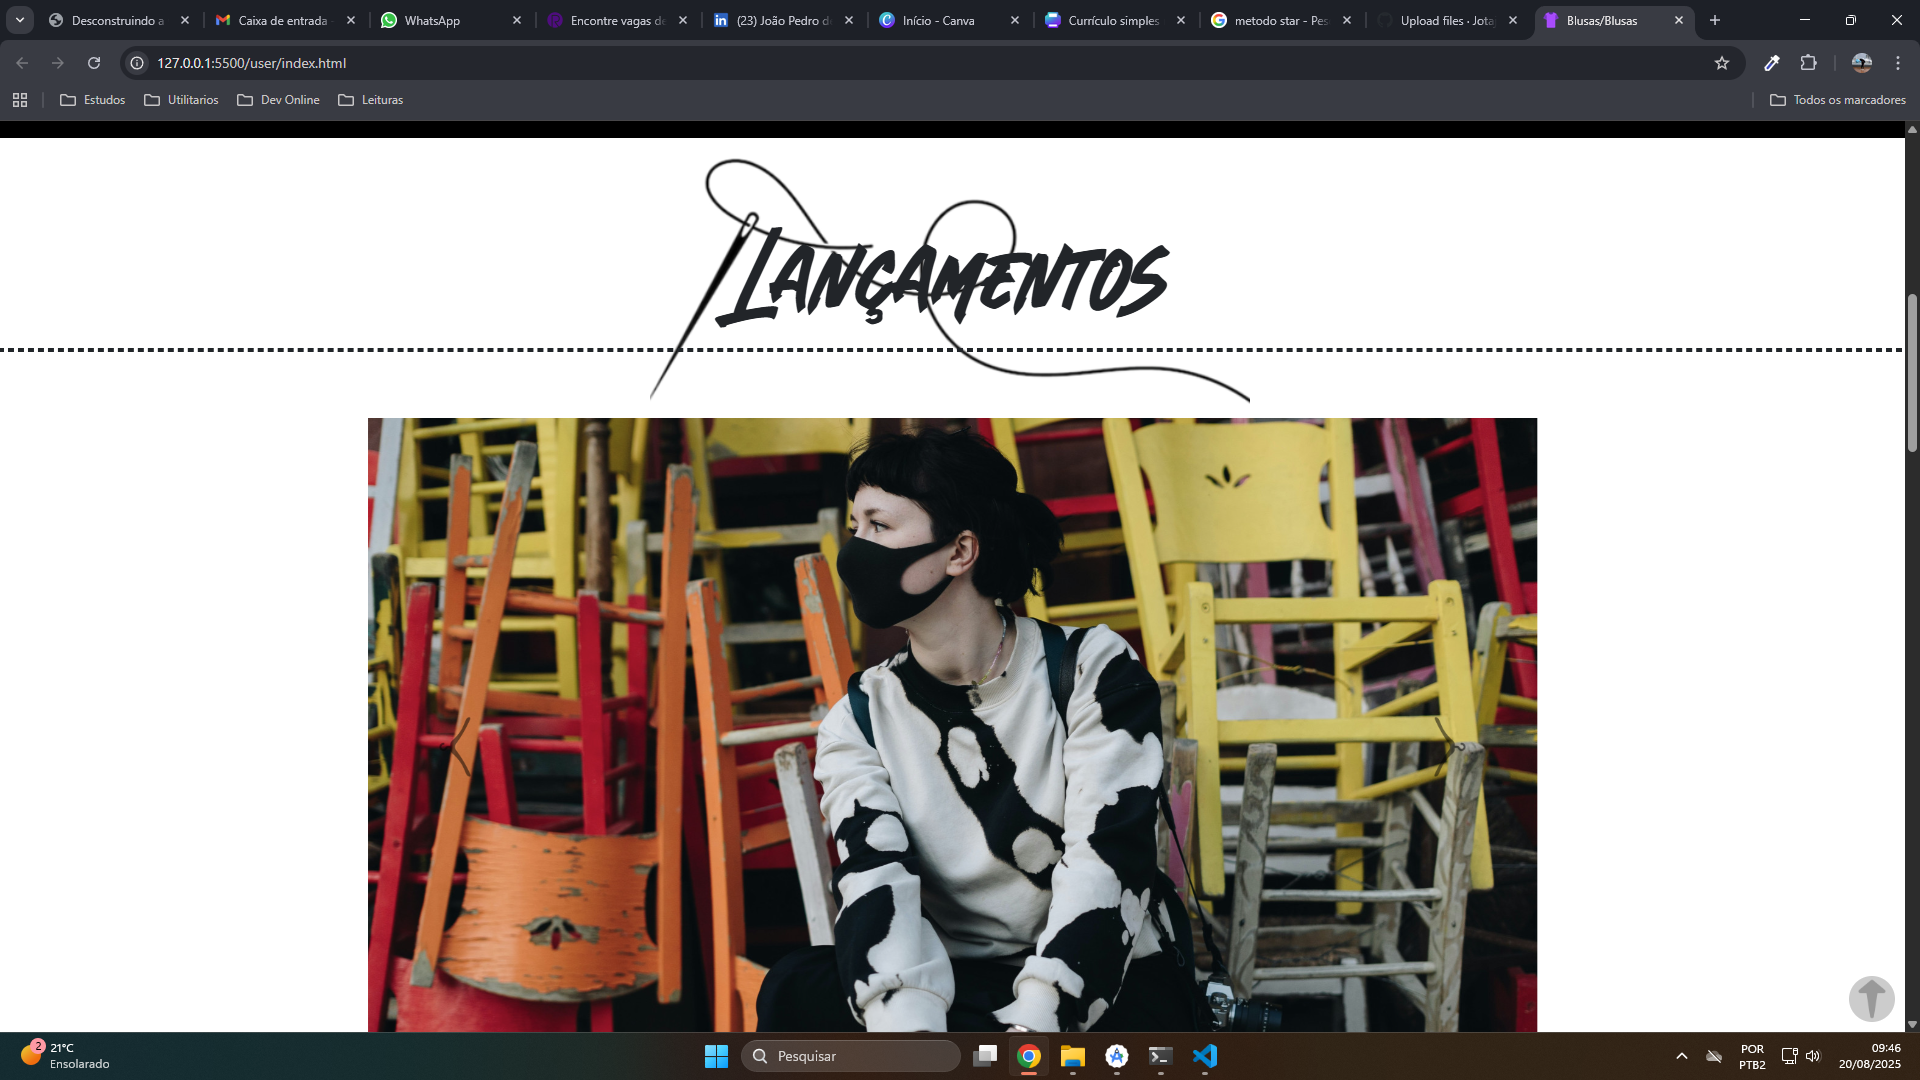 Desconstruindo a
Caixa de entrada -
WhatsApp
Encontre vagas de
(23) João Pedro de
Início - Canva
Currículo simples
metodo star - Pes
Upload files · Jota
Blusas/Blusas
127.0.0.1:5500/user/index.html
Estudos
Utilitarios
Dev Online
Leituras
Todos os marcadores
Lançamentos
2
21°C
Ensolarado
Pesquisar
POR
PTB2
09:46
20/08/2025